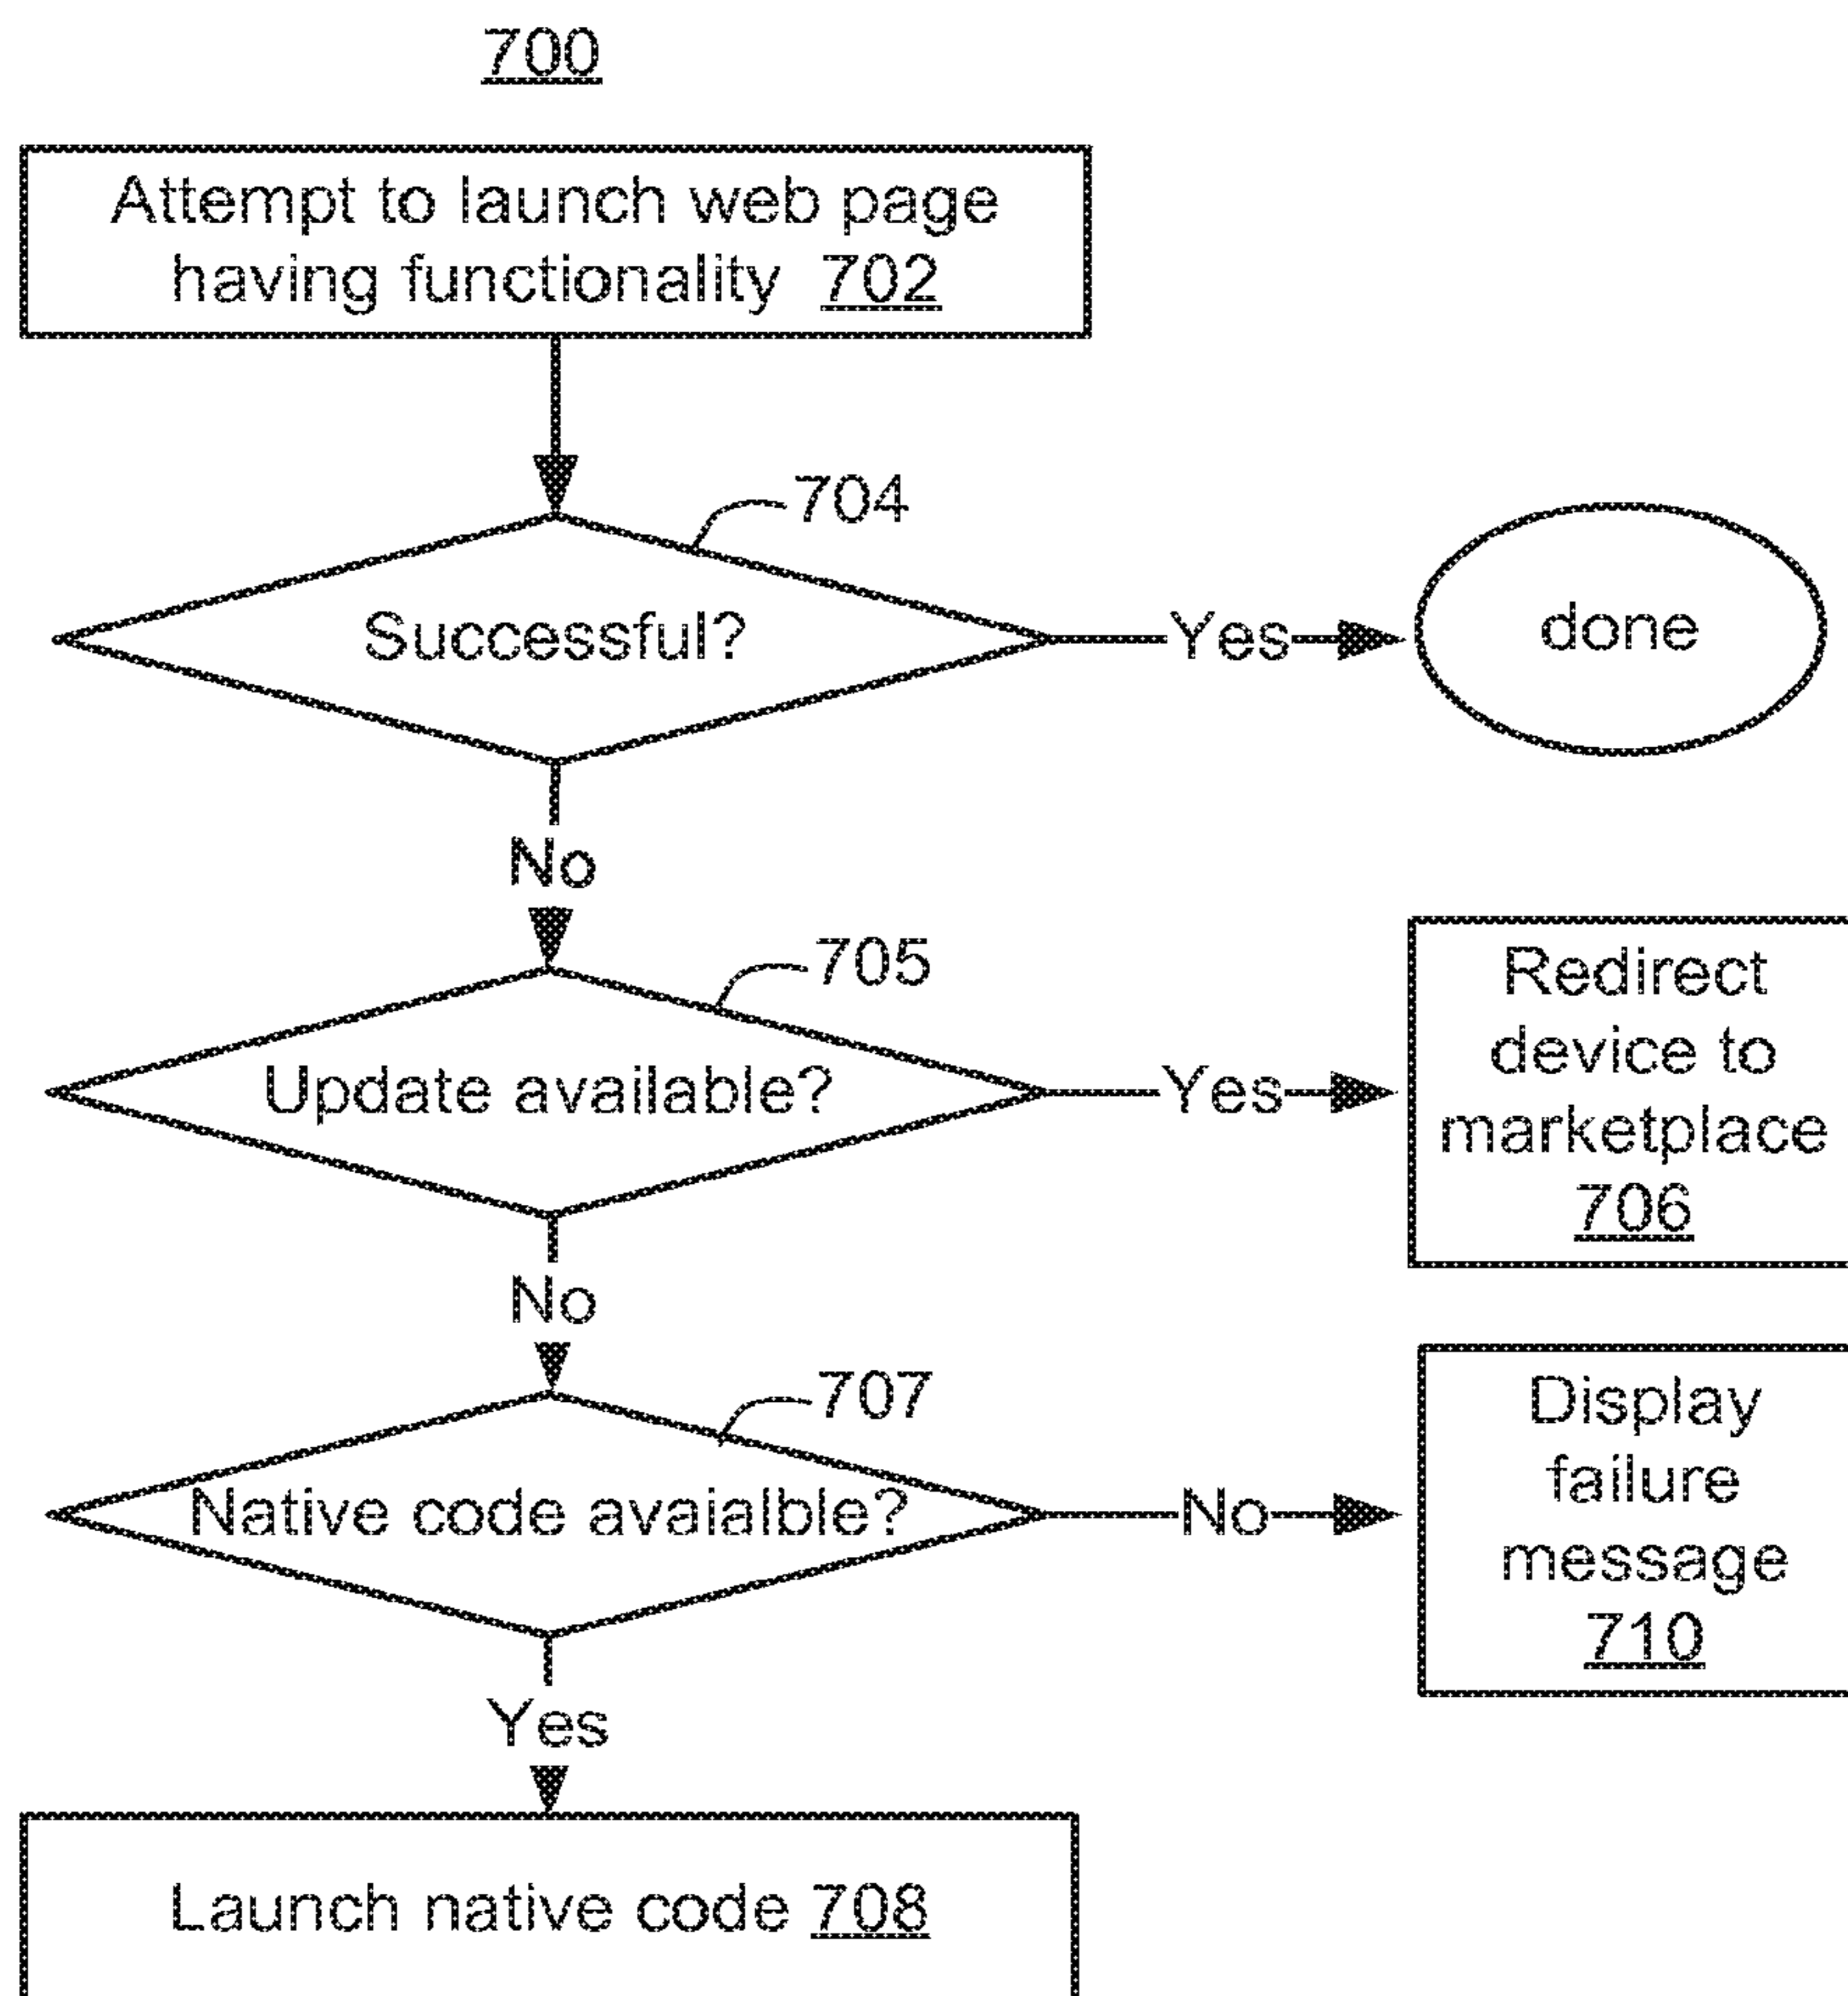 700
Attempt to launch web page
having functionality 702
704
Successful?
Yes
done
No
705
Update available?
Yes
Redirect
device to
marketplace
706
No
707
Native code avaialble?
No
Display
failure
message
710
Yes
Launch native code 708